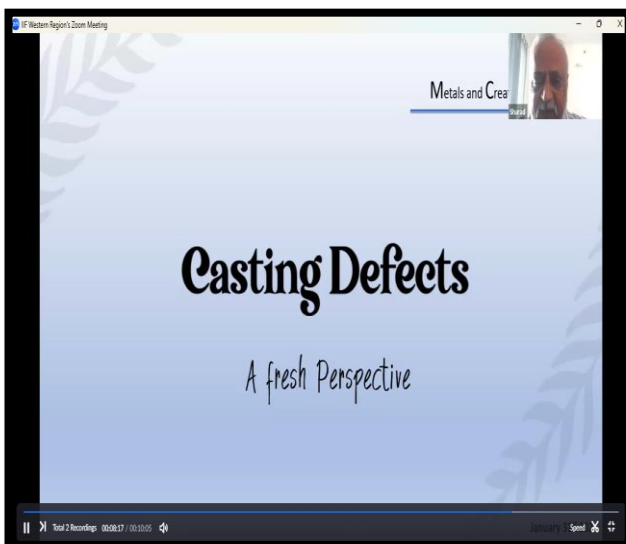 IIF Western Region's Zoom Meeting
Metals and Crea
Sharad
Casting Defects
A fresh Perspective
Total 2 Recordings 00:08:17 / 00:10:05
January
Speed